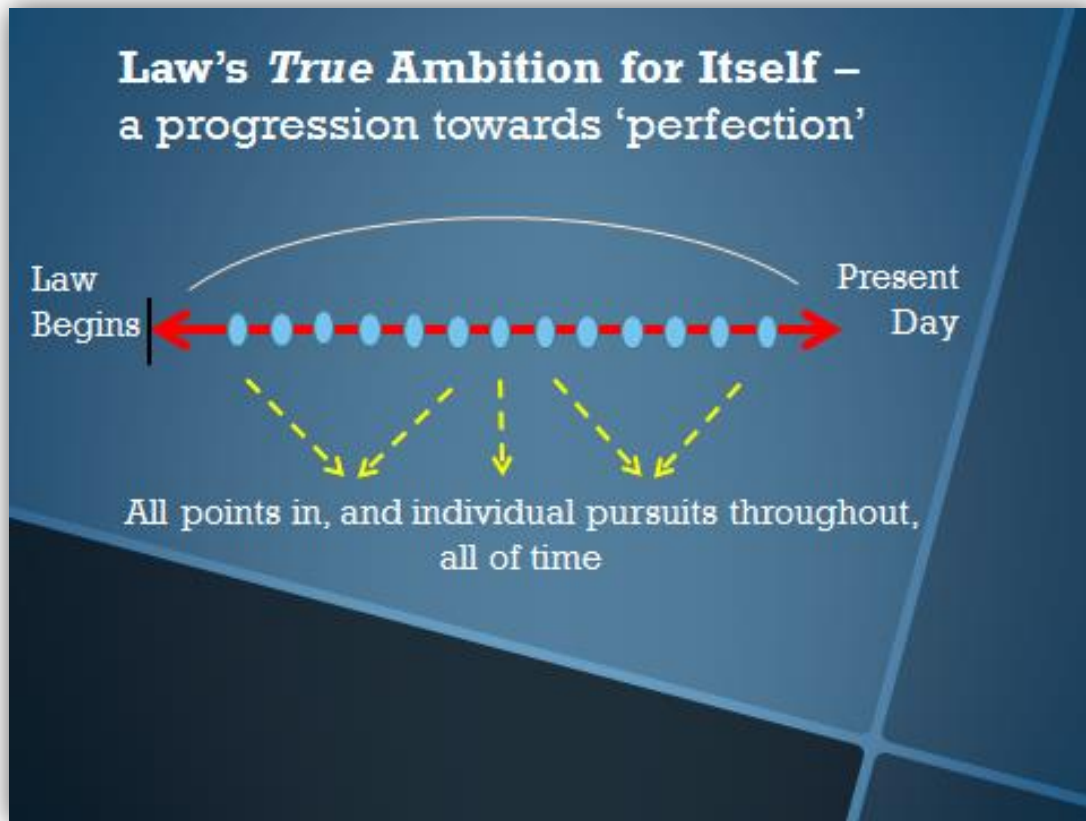 Law’s True Ambition for Itself –
a progression towards ‘perfection’
Law
Begins
Present
Day
All points in, and individual pursuits throughout,
all of time